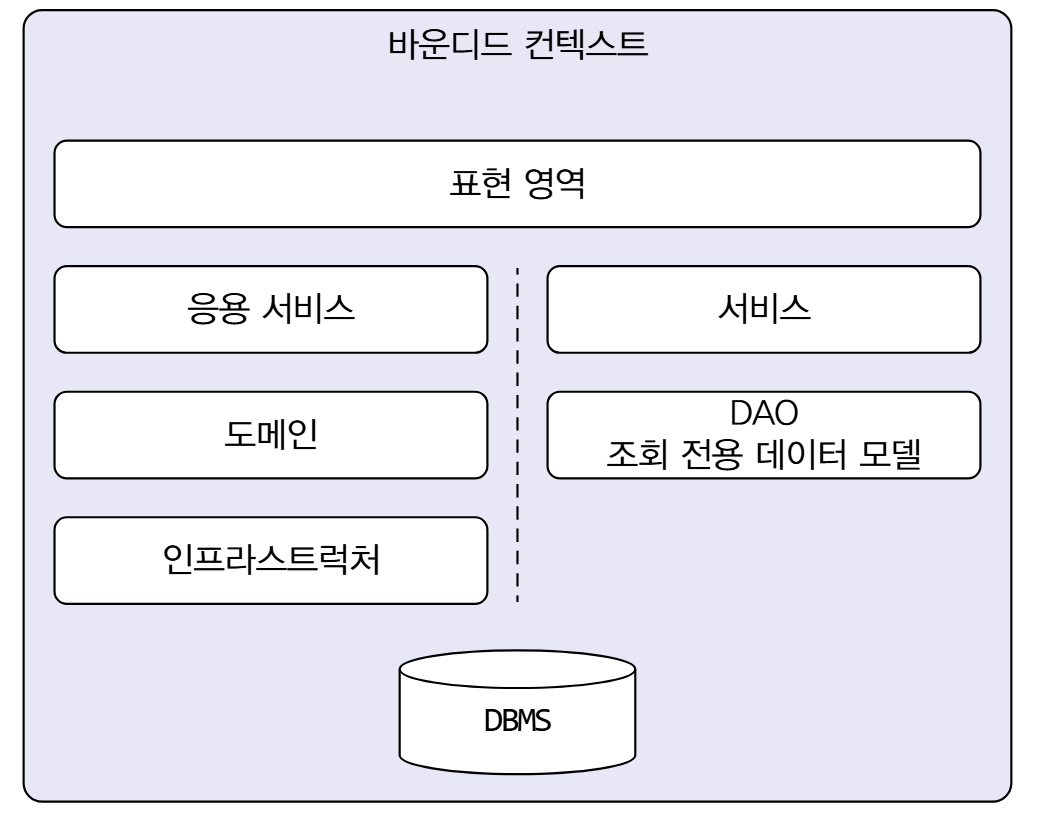 바운디드 컨텍스트
표현 영역
응용 서비스
서비스
도메인
DAO
조회 전용 데이터 모델
인프라스트럭처
DBMS